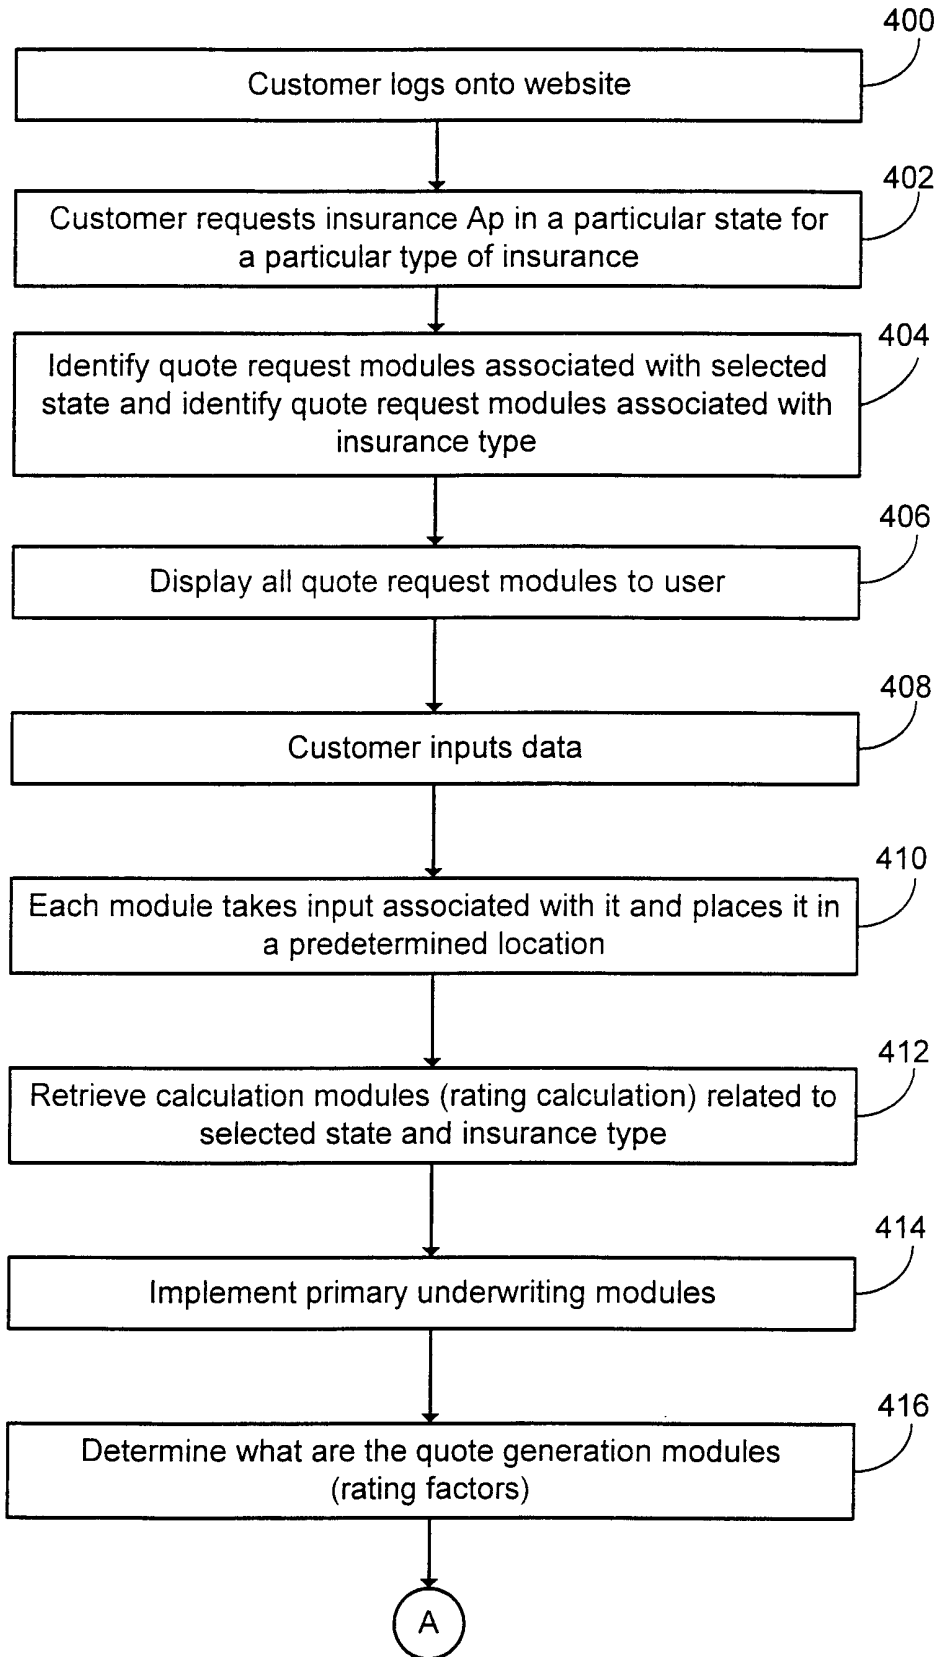 400
Customer logs onto website
402
Customer requests insurance Ap in a particular state for
a particular type of insurance
404
Identify quote request modules associated with selected
state and identify quote request modules associated with
insurance type
406
Display all quote request modules to user
408
Customer inputs data
410
Each module takes input associated with it and places it in
a predetermined location
412
Retrieve calculation modules (rating calculation) related to
selected state and insurance type
414
Implement primary underwriting modules
416
Determine what are the quote generation modules
(rating factors)
A